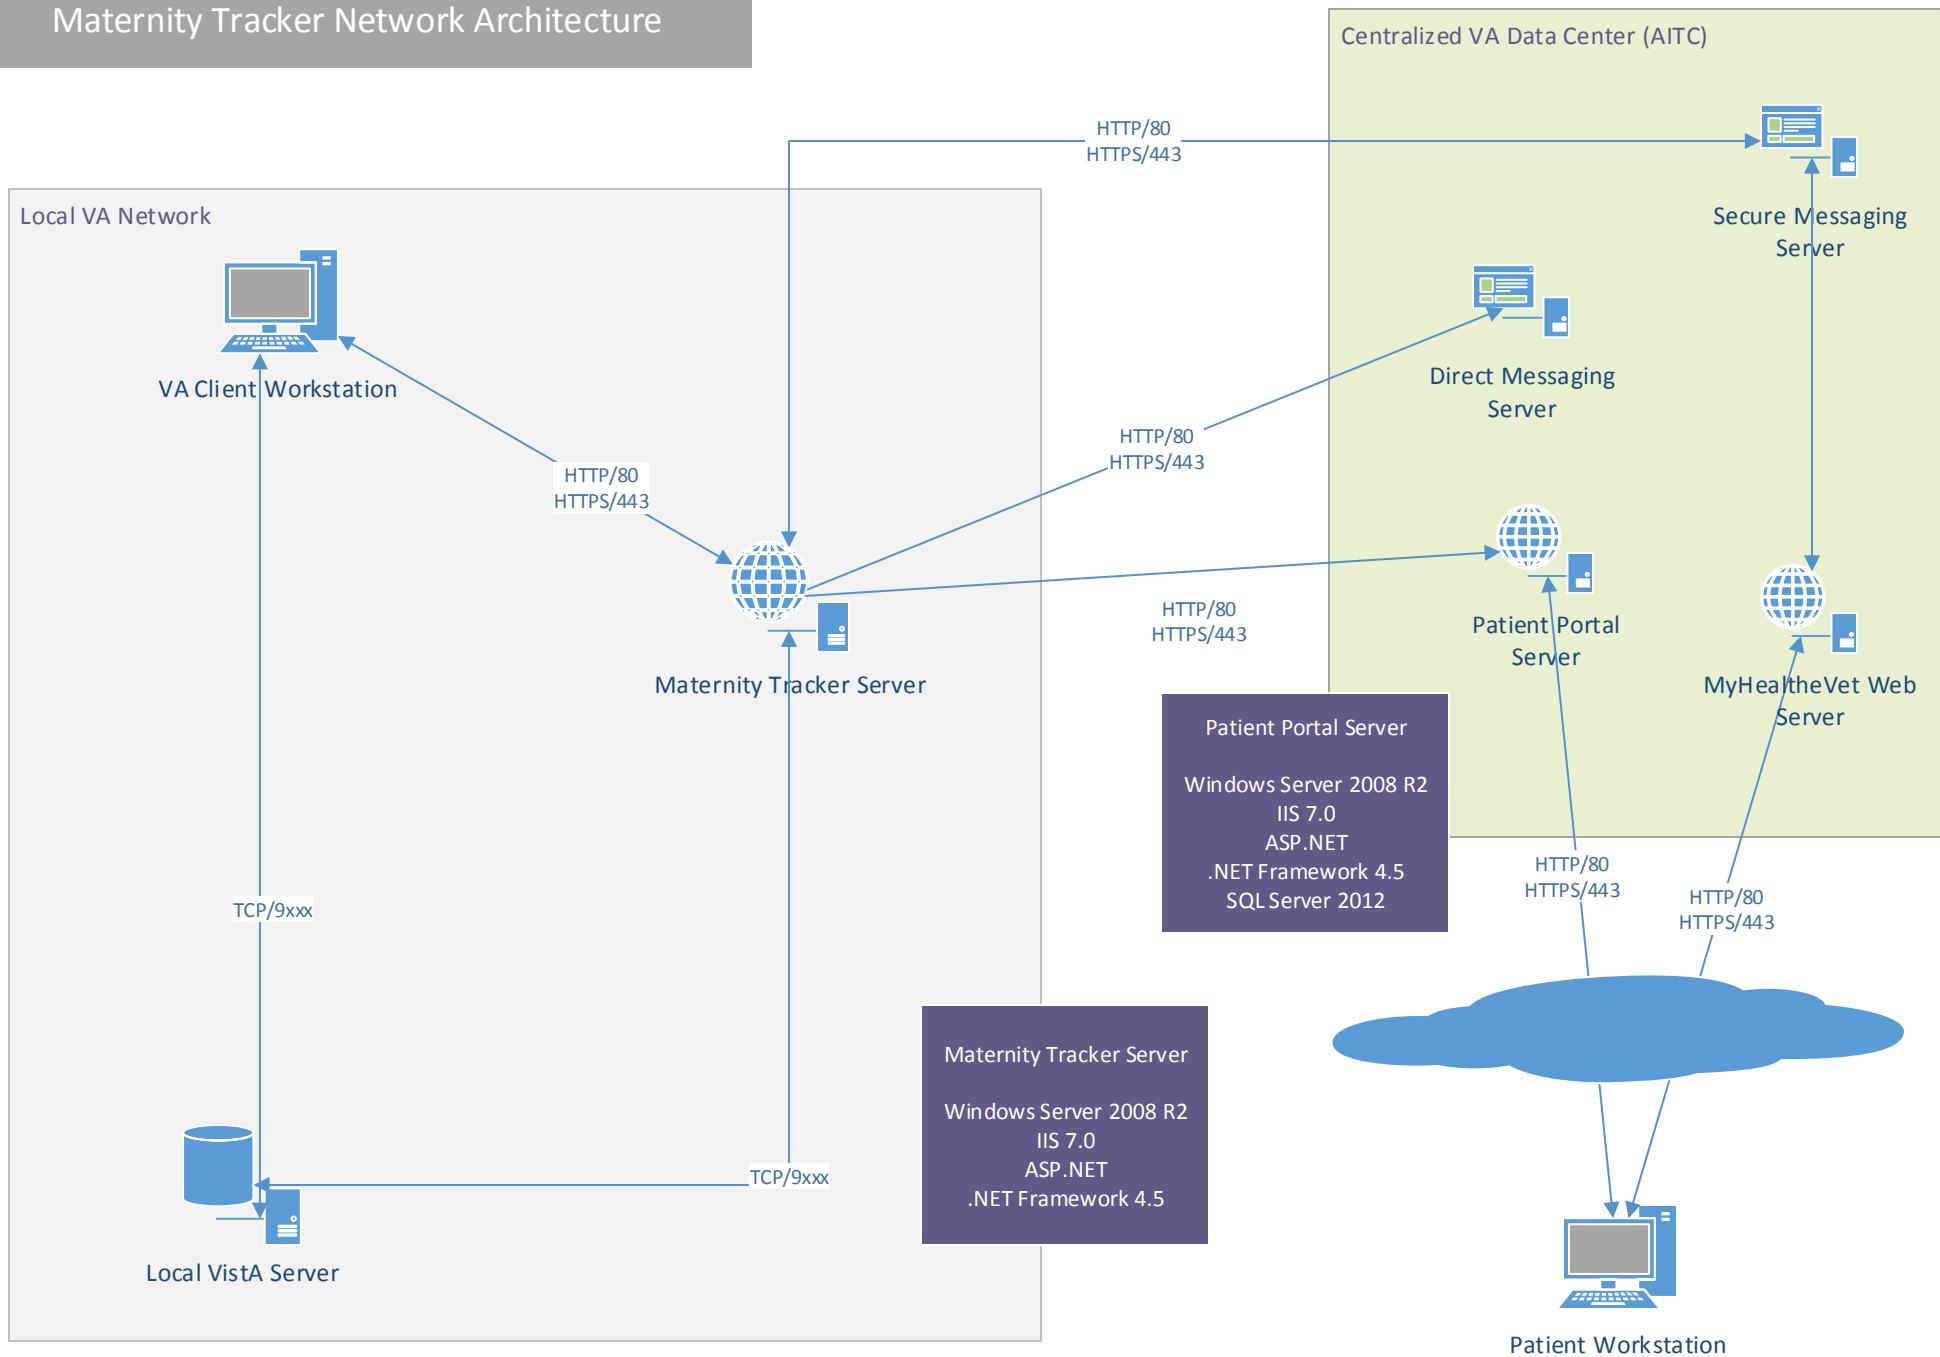 Maternity Tracker Network Architecture
Centralized VA Data Center (AITC)
HTTP/80
HTTPS/443
Secure Messaging
Server
Local VA Network
VA Client Workstation
Direct Messaging
Server
HTTP/80
HTTPS/443
HTTP/80
HTTPS/443
HTTP/80
HTTPS/443
Patient Portal
Server
Maternity Tracker Server
MyHealtheVet Web
Server
Patient Portal Server
Windows Server 2008 R2
IIS 7.0
ASP.NET
.NET Framework 4.5
SQL Server 2012
HTTP/80
HTTPS/443
HTTP/80
HTTPS/443
TCP/9xxx
Maternity Tracker Server
Windows Server 2008 R2
IIS 7.0
ASP.NET
.NET Framework 4.5
TCP/9xxx
Local VistA Server
Patient Workstation